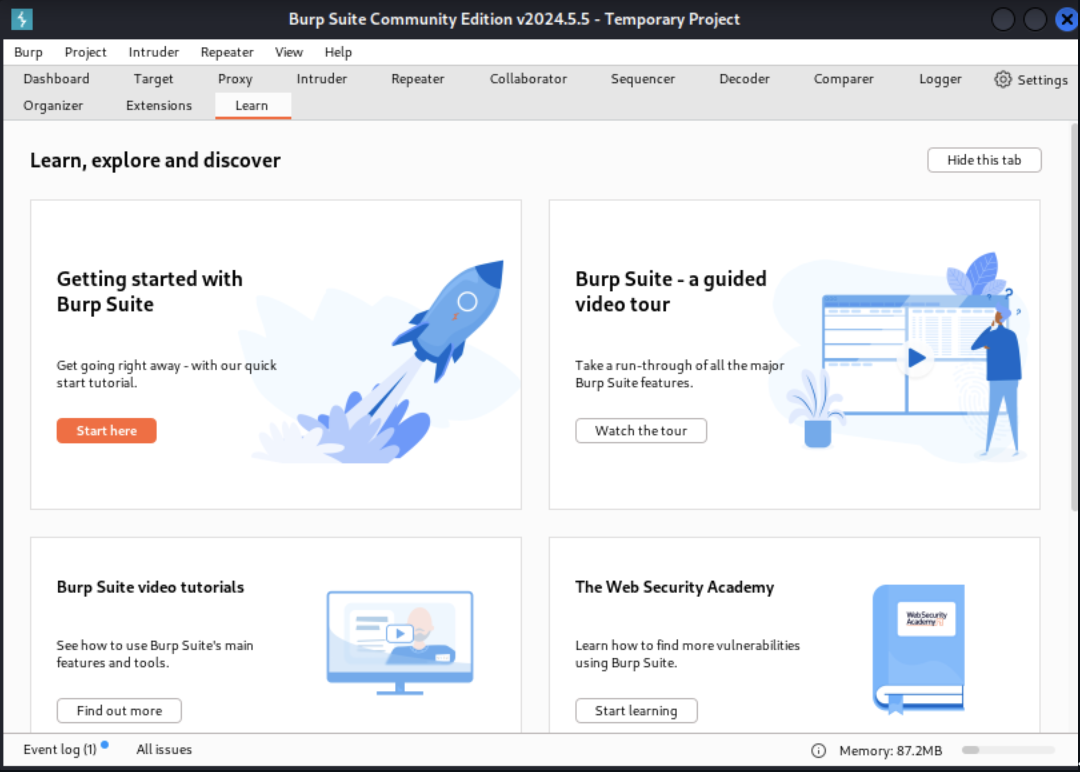 Burp Suite Community Edition v2024.5.5 - Temporary Project
Burp Project Intruder Repeater View Help
Dashboard Target Proxy Intruder Repeater Collaborator Sequencer Decoder Comparer Logger Settings
Organizer Extensions Learn
Learn, explore and discover
Hide this tab
Getting started with
Burp Suite
Get going right away - with our quick
start tutorial.
Start here
Burp Suite - a guided
video tour
Take a run-through of all the major
Burp Suite features.
Watch the tour
Burp Suite video tutorials
See how to use Burp Suite's main
features and tools.
Find out more
The Web Security Academy
Learn how to find more vulnerabilities
using Burp Suite.
Start learning
WebSecurity
Academy
Event log (1) All issues
Memory: 87.2MB